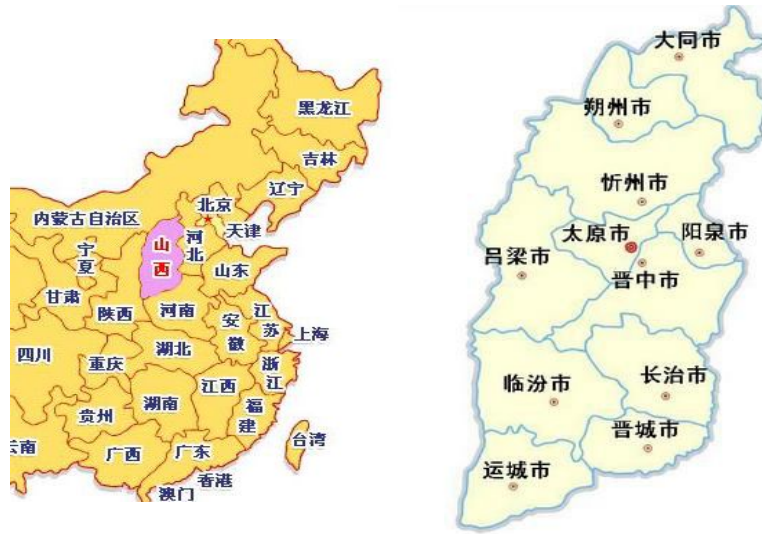 黑龙江
吉林
辽宁
北京
内蒙古自治区
天津
河北
山西
宁夏
山东
甘肃
河南
陕西
江苏
安徽
上海
四川
湖北
重庆
浙江
江西
湖南
贵州
福建
台湾
云南
广西
广东
香港
澳门
大同市
朔州市
忻州市
太原市
阳泉市
吕梁市
晋中市
临汾市
长治市
晋城市
运城市